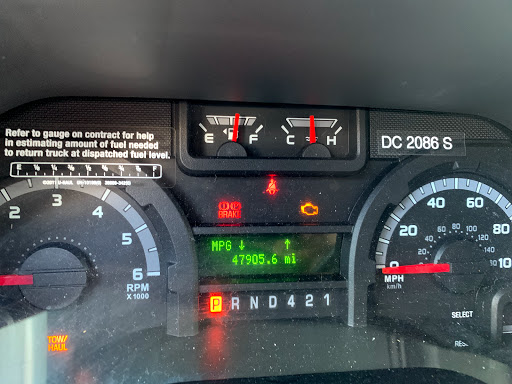 Refer to gauge on contract for help
in estimating amount of fuel needed
to return truck at dispatched fuel level.
E F
C H
DC 2086 S
BRAKE
2 3 4 5 6
RPM
X1000
MPG ↓ ↑
47905.6 mi
P R N D 4 2 1
TOW/
HAUL
0 20 40 60 80
MPH
km/h
SELECT